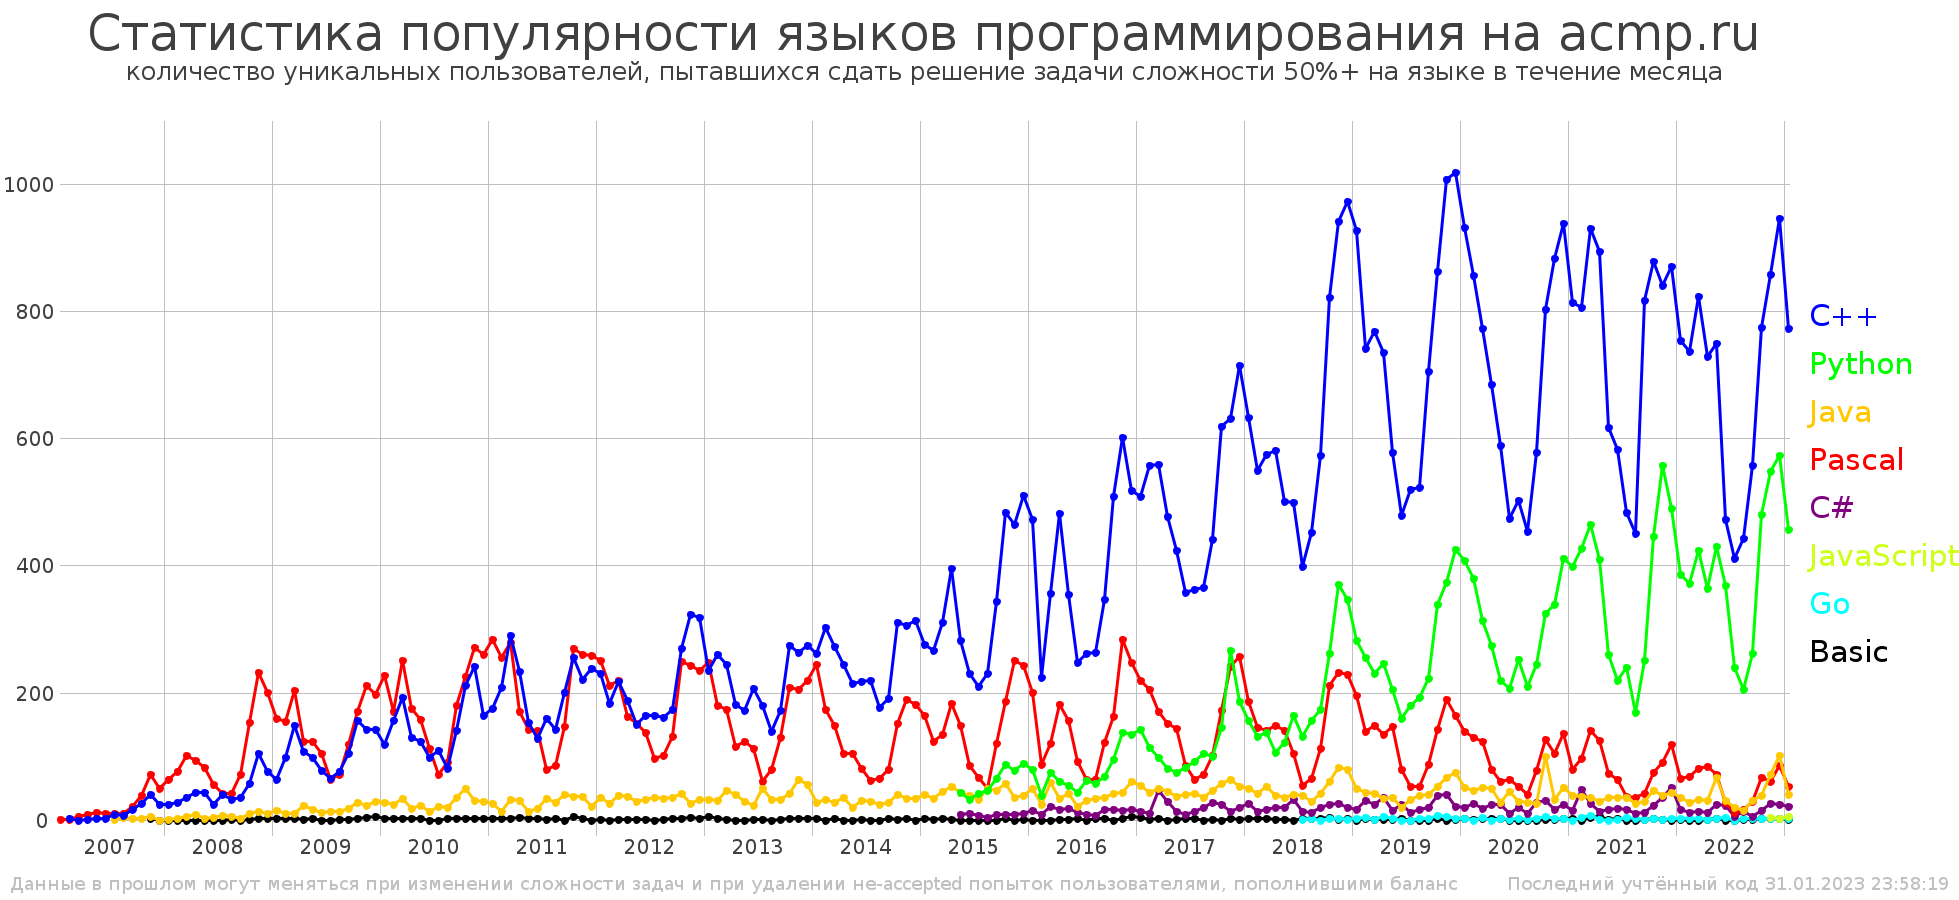 Статистика популярности языков программирования на acmp.ru
количество уникальных пользователей, пытавшихся сдать решение задачи сложности 50%+ на языке в течение месяца
1000
800
600
400
200
0
C++
Python
Java
Pascal
C#
JavaScript
Go
Basic
2007 2008 2009 2010 2011 2012 2013 2014 2015 2016 2017 2018 2019 2020 2021 2022
Данные в прошлом могут меняться при изменении сложности задач и при удалении не-accepted попыток пользователями, пополнившими баланс
Последний учтённый код 31.01.2023 23:58:19